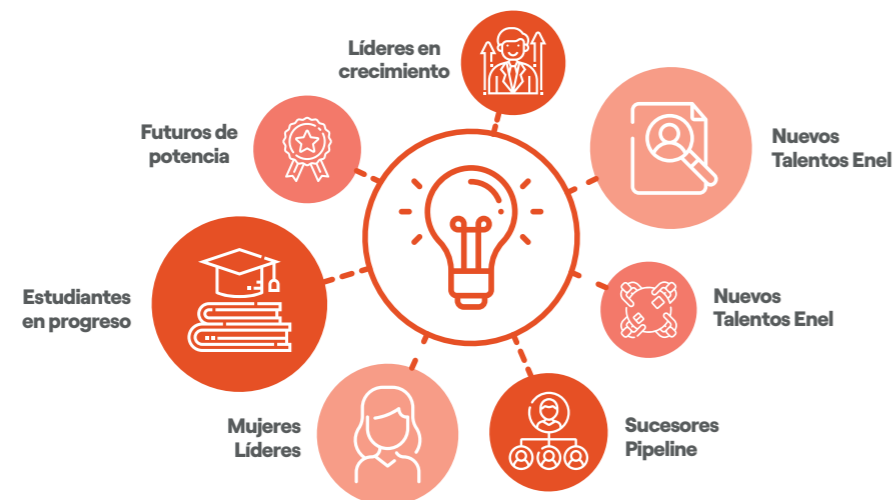 Líderes en
crecimiento
Futuros de
potencia
Nuevos
Talentos Enel
Estudiantes
en progreso
Nuevos
Talentos Enel
Mujeres
Líderes
Sucesores
Pipeline